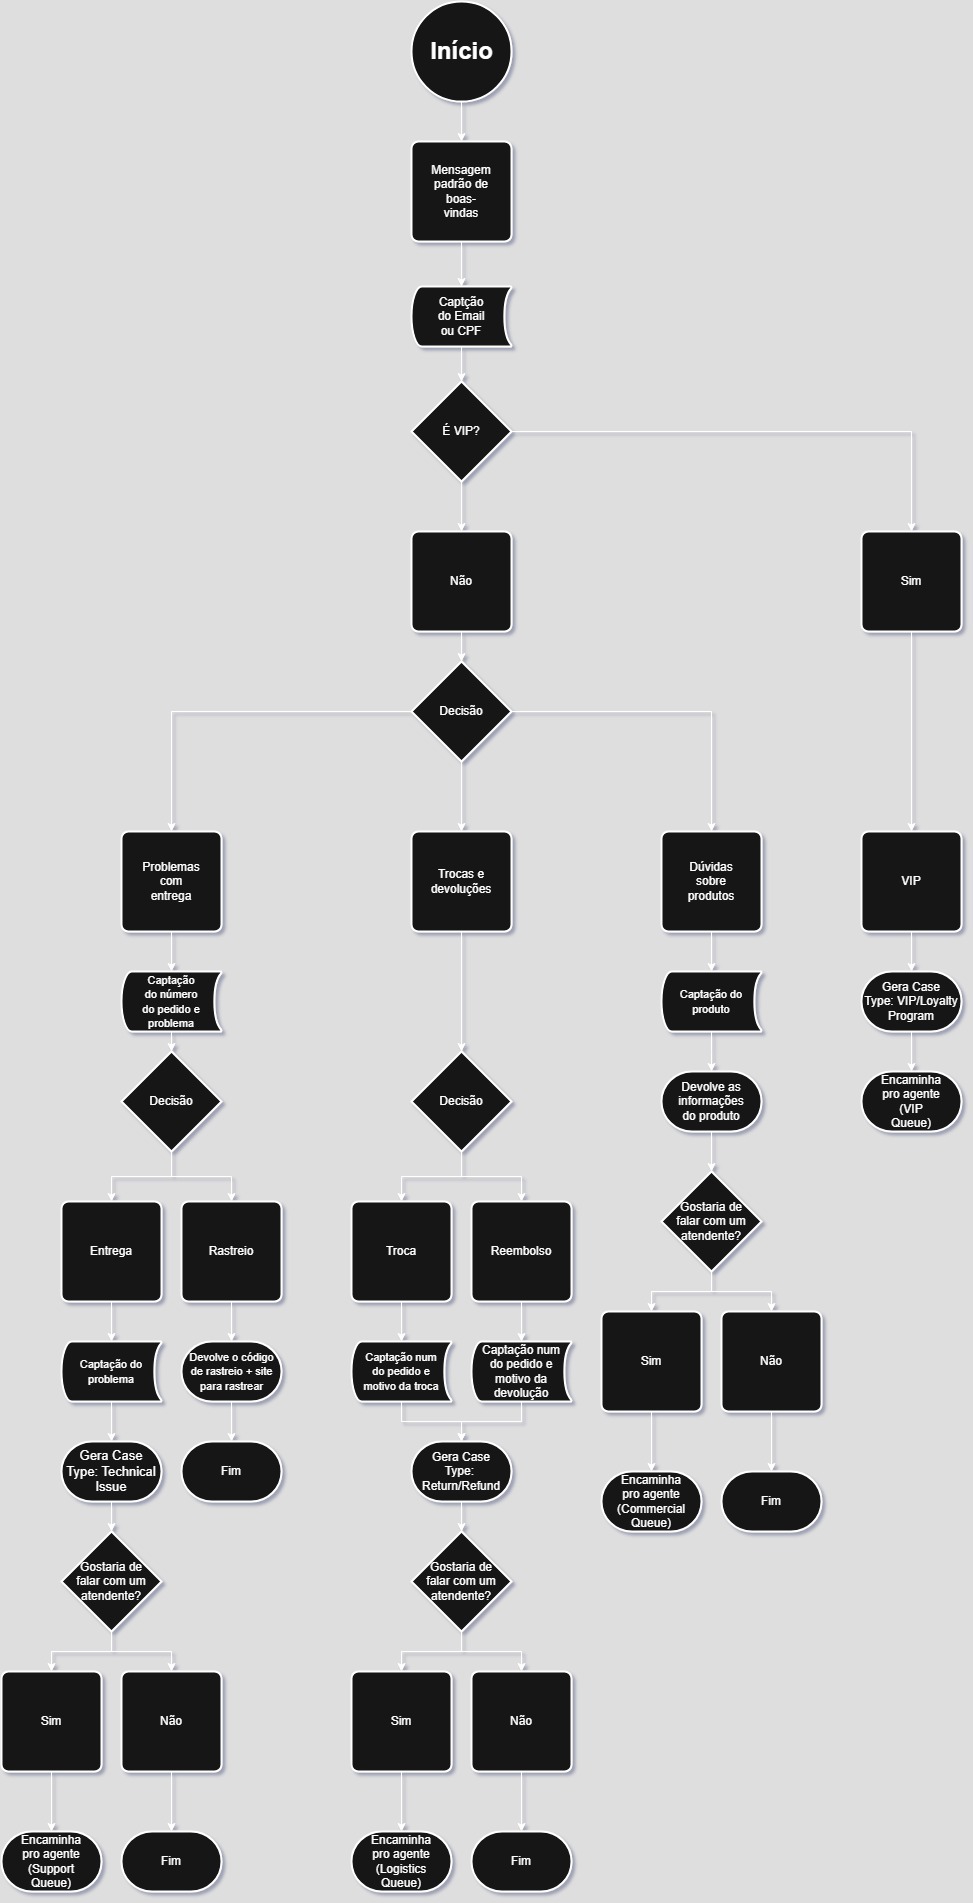 Início
Mensagem
padrão de
boas-
vindas
Captção
do Email
ou CPF
É VIP?
Não
Sim
Decisão
Problemas
com
entrega
Trocas e
devoluções
Dúvidas
sobre
produtos
VIP
Captação
do número
do pedido e
problema
Captação do
produto
Gera Case
Type: VIP/Loyalty
Program
Decisão
Decisão
Devolve as
informações
do produto
Encaminha
pro agente
(VIP
Queue)
Entrega
Rastreio
Troca
Reembolso
Gostaria de
falar com um
atendente?
Captação do
problema
Devolve o código
de rastreio + site
para rastrear
Captação num
do pedido e
motivo da troca
Captação num
do pedido e
motivo da
devolução
Sim
Não
Gera Case
Type: Technical
Issue
Fim
Gera Case
Type:
Return/Refund
Encaminha
pro agente
(Commercial
Queue)
Fim
Gostaria de
falar com um
atendente?
Gostaria de
falar com um
atendente?
Sim
Não
Sim
Não
Encaminha
pro agente
(Support
Queue)
Fim
Encaminha
pro agente
(Logistics
Queue)
Fim